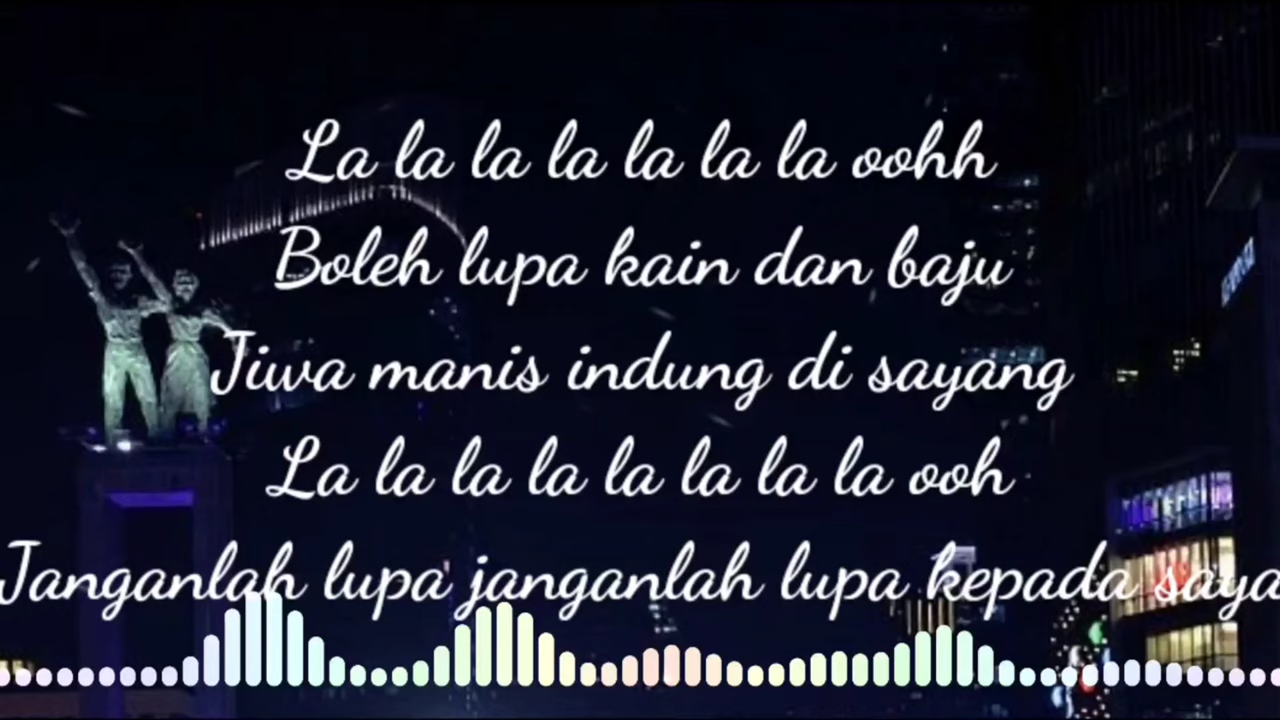 La la la la la la la oohh
Boleh lupa kain dan baju
Jiwa manis indung di sayang
La la la la la la la la ooh
Janganlah lupa janganlah lupa kepada saya